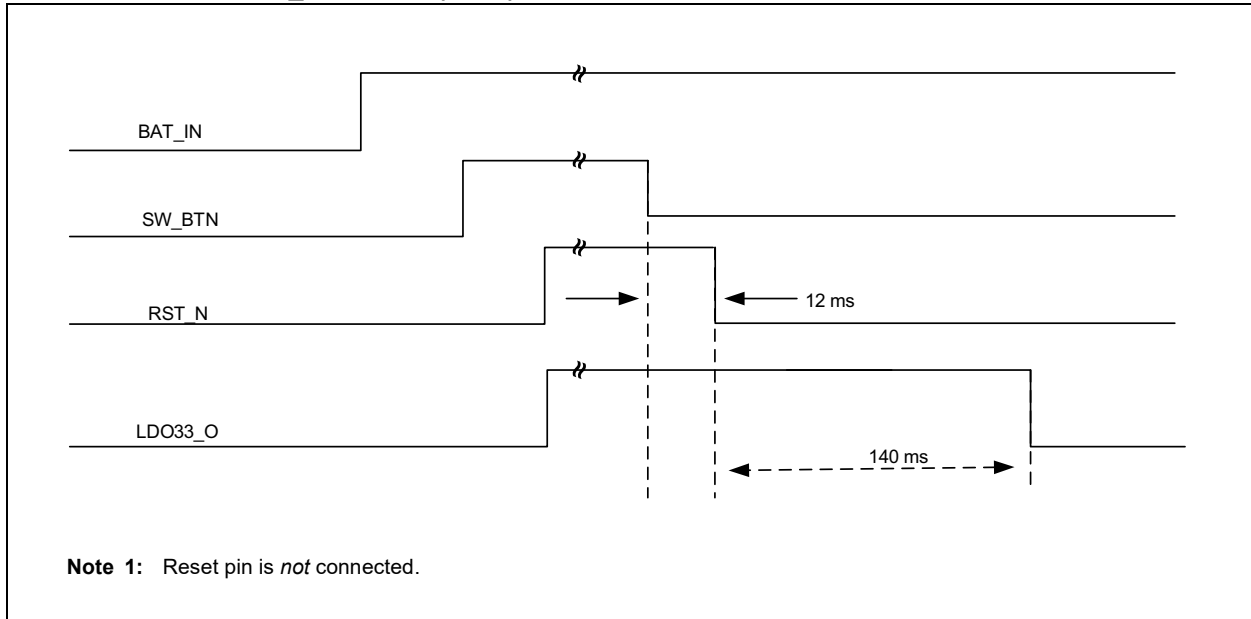 BAT_IN
SW_BTN
RST_N
12 ms
LDO33_O
140 ms
Note 1: Reset pin is not connected.